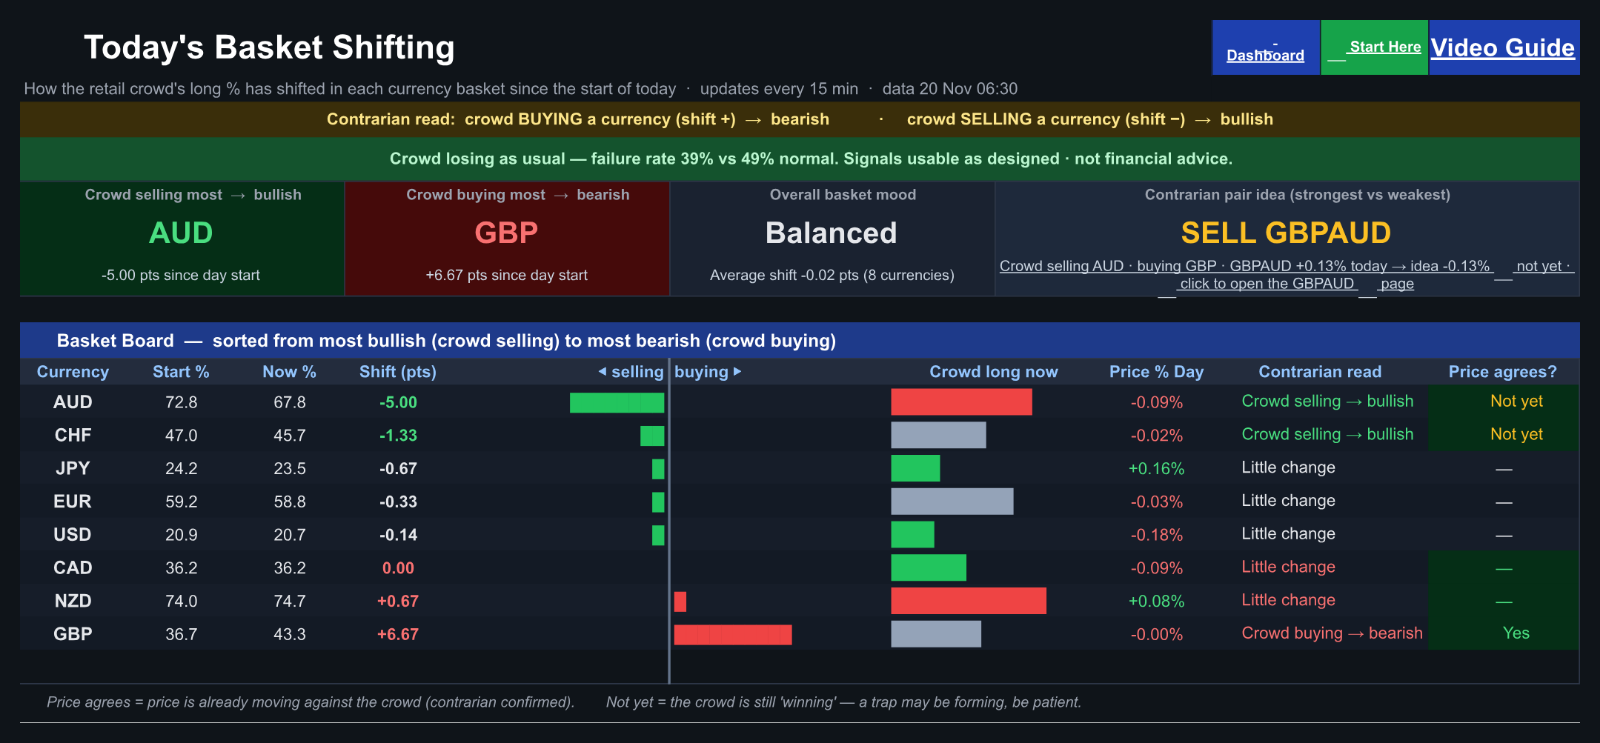 Today's Basket Shifting
Dashboard
Start Here
Video Guide
How the retail crowd's long % has shifted in each currency basket since the start of today · updates every 15 min · data 20 Nov 06:30
Contrarian read: crowd BUYING a currency (shift +) → bearish · crowd SELLING a currency (shift −) → bullish
Crowd losing as usual — failure rate 39% vs 49% normal. Signals usable as designed · not financial advice.
Crowd selling most → bullish
AUD
-5.00 pts since day start
Crowd buying most → bearish
GBP
+6.67 pts since day start
Overall basket mood
Balanced
Average shift -0.02 pts (8 currencies)
Contrarian pair idea (strongest vs weakest)
SELL GBPAUD
Crowd selling AUD · buying GBP · GBPAUD +0.13% today → idea -0.13% __ not yet ·
__ click to open the GBPAUD __ page
Basket Board — sorted from most bullish (crowd selling) to most bearish (crowd buying)
Currency Start % Now % Shift (pts) ◄ selling buying ► Crowd long now Price % Day Contrarian read Price agrees?
AUD 72.8 67.8 -5.00 -0.09% Crowd selling → bullish Not yet
CHF 47.0 45.7 -1.33 -0.02% Crowd selling → bullish Not yet
JPY 24.2 23.5 -0.67 +0.16% Little change —
EUR 59.2 58.8 -0.33 -0.03% Little change —
USD 20.9 20.7 -0.14 -0.18% Little change —
CAD 36.2 36.2 0.00 -0.09% Little change —
NZD 74.0 74.7 +0.67 +0.08% Little change —
GBP 36.7 43.3 +6.67 -0.00% Crowd buying → bearish Yes
Price agrees = price is already moving against the crowd (contrarian confirmed). Not yet = the crowd is still 'winning' — a trap may be forming, be patient.